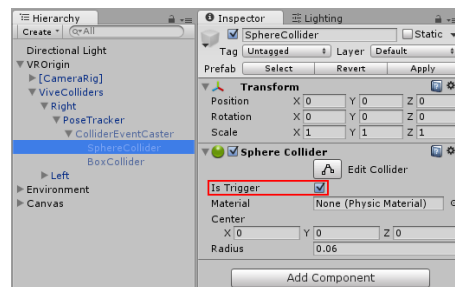 Hierarchy
Create
All
Directional Light
VROrigin
[CameraRig]
ViveColliders
Right
PoseTracker
ColliderEventCaster
SphereCollider
BoxCollider
Left
Environment
Canvas
Inspector Lighting
SphereCollider Static
Tag Untagged Layer Default
Prefab Select Revert Apply
Transform
Position X 0 Y 0 Z 0
Rotation X 0 Y 0 Z 0
Scale X 1 Y 1 Z 1
Sphere Collider
Edit Collider
Is Trigger
Material None (Physic Material)
Center
X 0 Y 0 Z 0
Radius 0.06
Add Component